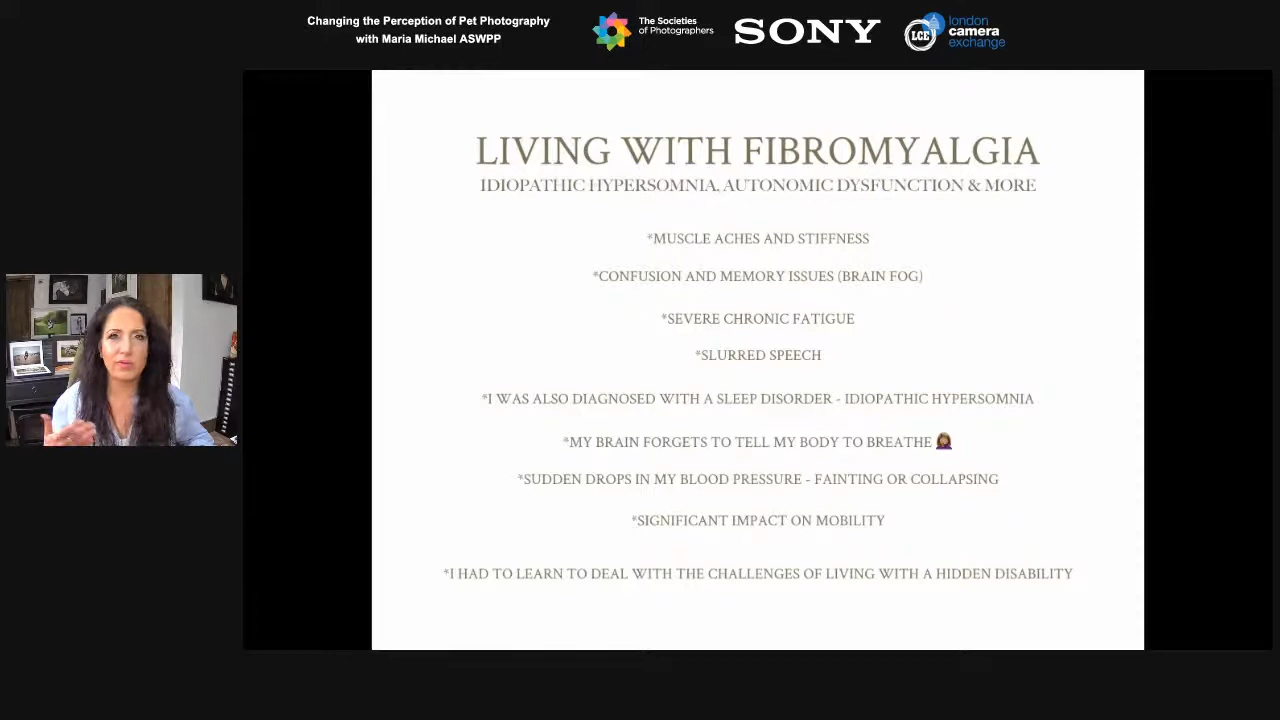 Changing the Perception of Pet Photography
with Maria Michael ASWPP
The Societies
of Photographers
SONY
LCE
london
camera
exchange
LIVING WITH FIBROMYALGIA
IDIOPATHIC HYPERSOMNIA, AUTONOMIC DYSFUNCTION & MORE
*MUSCLE ACHES AND STIFFNESS
*CONFUSION AND MEMORY ISSUES (BRAIN FOG)
*SEVERE CHRONIC FATIGUE
*SLURRED SPEECH
*I WAS ALSO DIAGNOSED WITH A SLEEP DISORDER - IDIOPATHIC HYPERSOMNIA
*MY BRAIN FORGETS TO TELL MY BODY TO BREATHE 🤦🏽‍♀️
*SUDDEN DROPS IN MY BLOOD PRESSURE - FAINTING OR COLLAPSING
*SIGNIFICANT IMPACT ON MOBILITY
*I HAD TO LEARN TO DEAL WITH THE CHALLENGES OF LIVING WITH A HIDDEN DISABILITY